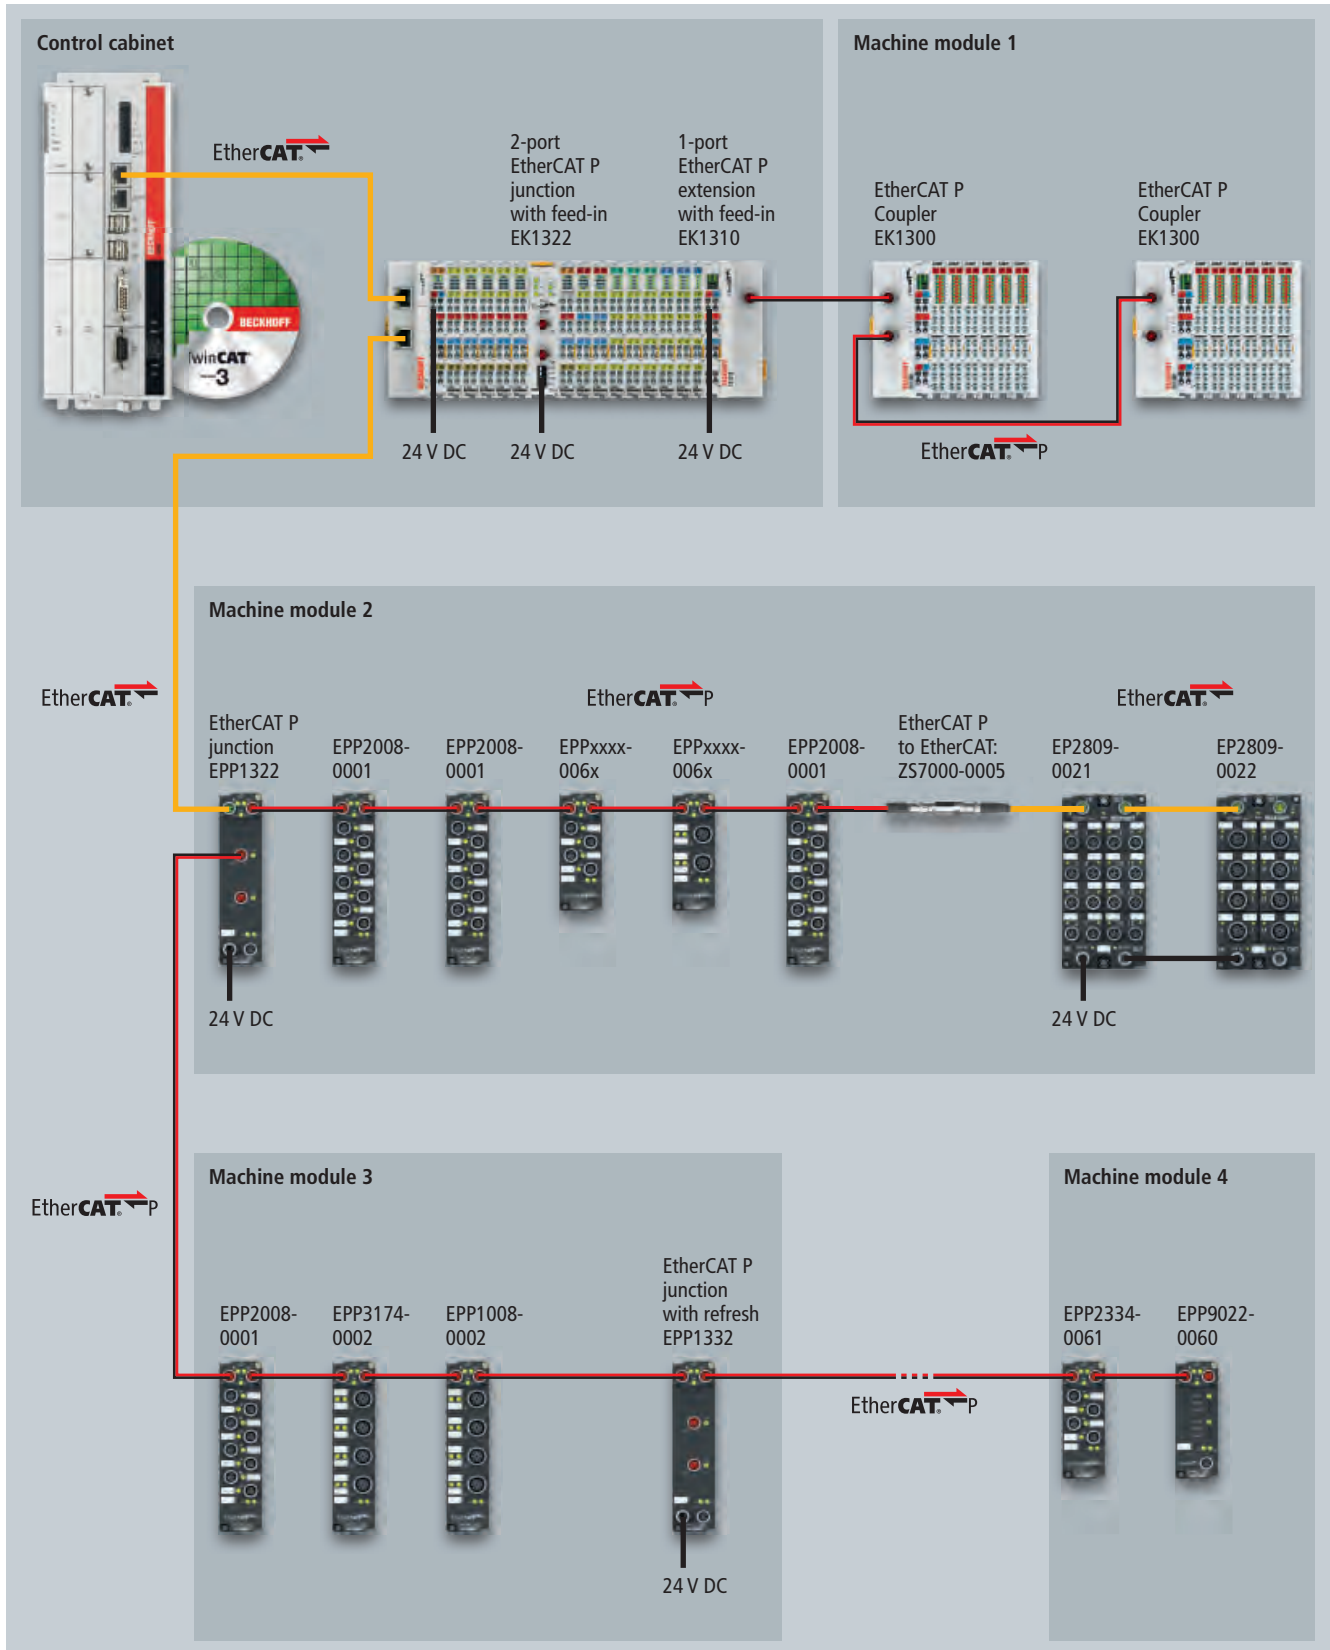 Control cabinet
EtherCAT®
BECKHOFF
TwinCAT
3
2-port
EtherCAT P
junction
with feed-in
EK1322
1-port
EtherCAT P
extension
with feed-in
EK1310
24 V DC
24 V DC
24 V DC
Machine module 1
EtherCAT P
Coupler
EK1300
EtherCAT P
Coupler
EK1300
EtherCAT® P
Machine module 2
EtherCAT®
EtherCAT® P
EtherCAT®
EtherCAT P
junction
EPP1322
EPP2008-
0001
EPP2008-
0001
EPPxxxx-
006x
EPPxxxx-
006x
EPP2008-
0001
EtherCAT P
to EtherCAT:
ZS7000-0005
EP2809-
0021
EP2809-
0022
24 V DC
24 V DC
EtherCAT® P
Machine module 3
EPP2008-
0001
EPP3174-
0002
EPP1008-
0002
EtherCAT P
junction
with refresh
EPP1332
24 V DC
EtherCAT® P
Machine module 4
EPP2334-
0061
EPP9022-
0060